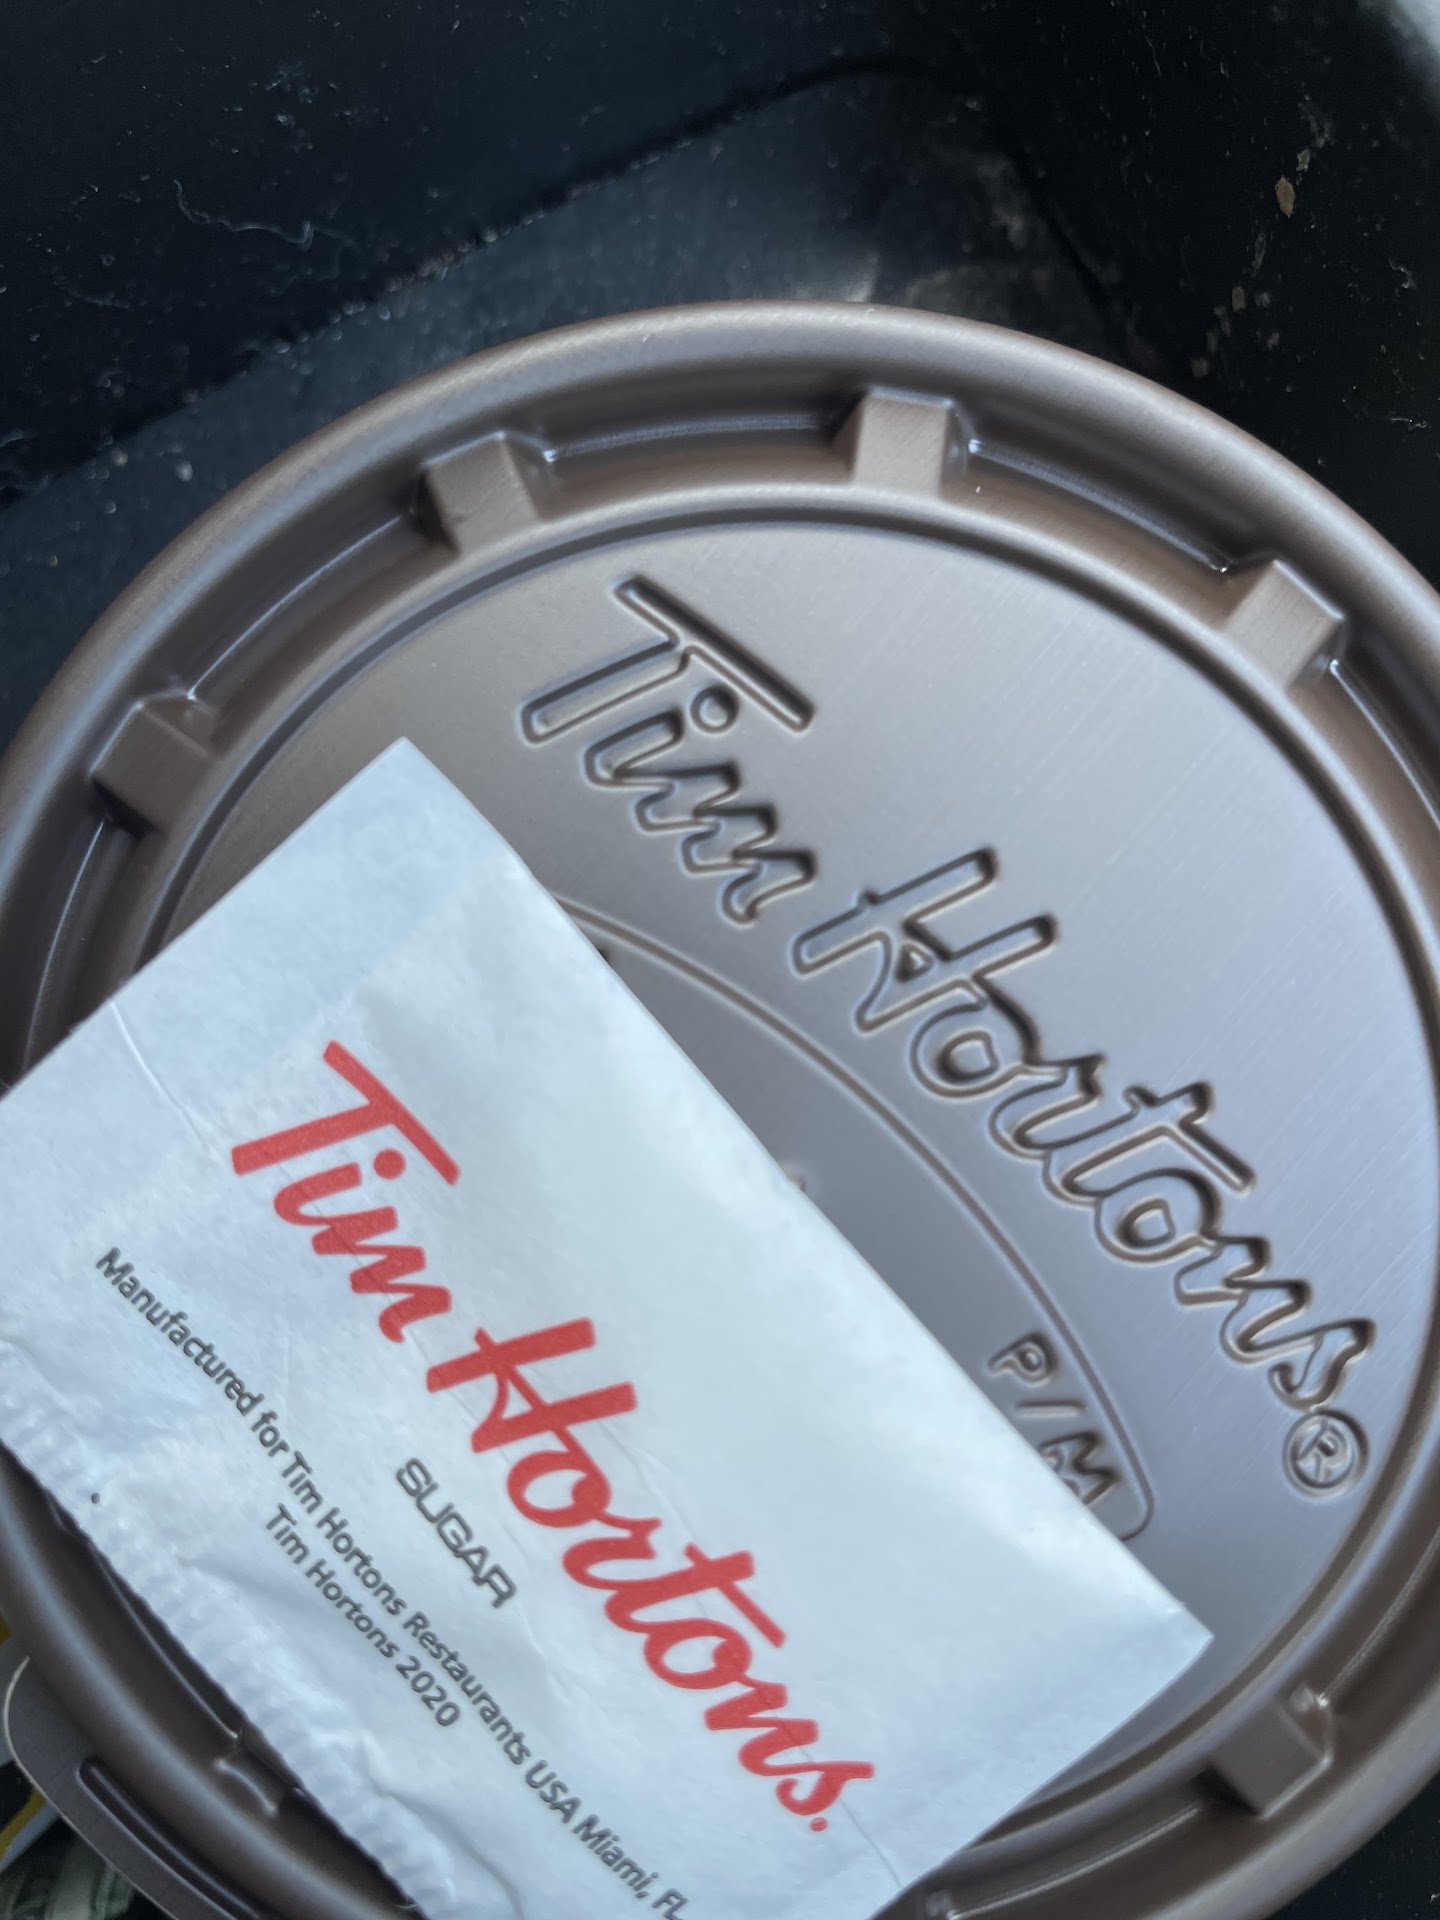 Tim Hortons®
P/M
Tim Hortons.
SUGAR
Manufactured for Tim Hortons Restaurants USA Miami, FL
Tim Hortons 2020